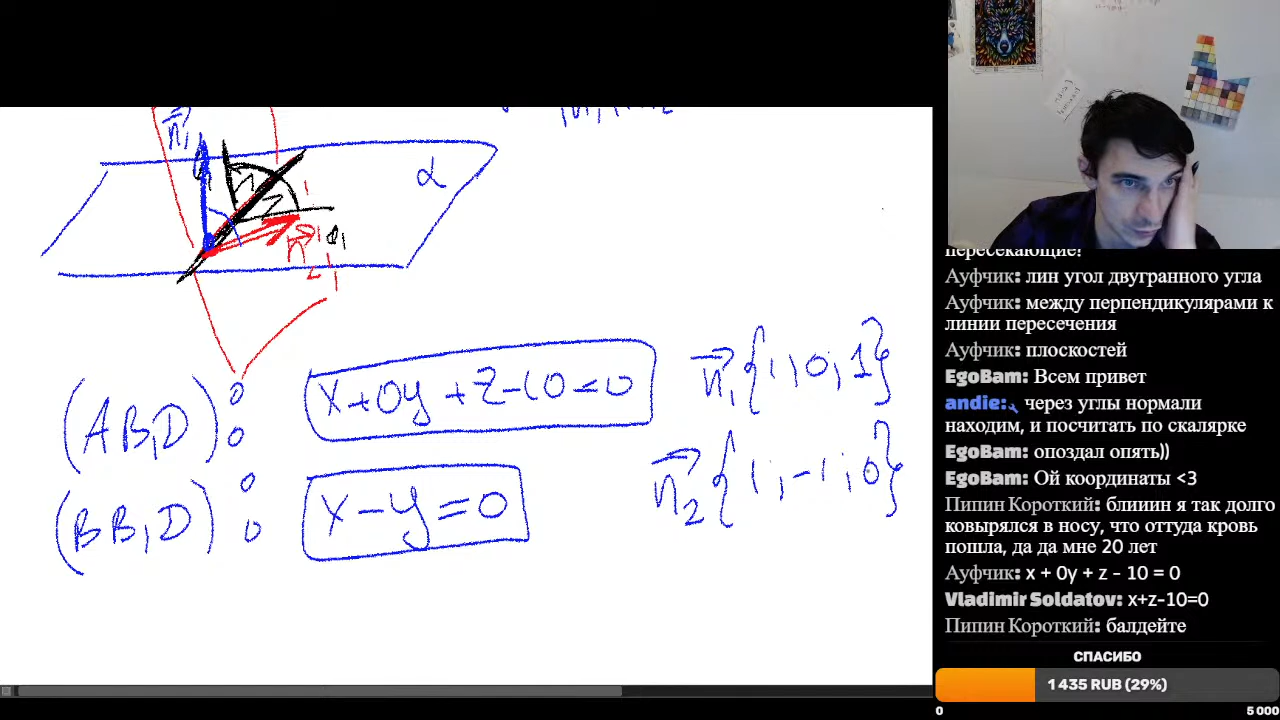 n₁
α
n₂
(AB₁D): x+0y+z-10=0 n₁{1;0;1}
(BB₁D): x-y=0 n₂{1;-1;0}
пересекающие!
Ауфчик: лин угол двугранного угла
Ауфчик: между перпендикулярами к
линии пересечения
Ауфчик: плоскостей
EgoBam: Всем привет
andie: через углы нормали
находим, и посчитать по скалярке
EgoBam: опоздал опять))
EgoBam: Ой координаты <3
Пипин Короткий: блииин я так долго
ковырялся в носу, что оттуда кровь
пошла, да да мне 20 лет
Ауфчик: x + 0y + z - 10 = 0
Vladimir Soldatov: x+z-10=0
Пипин Короткий: балдейте
СПАСИБО
1 435 RUB (29%)
0 5 000